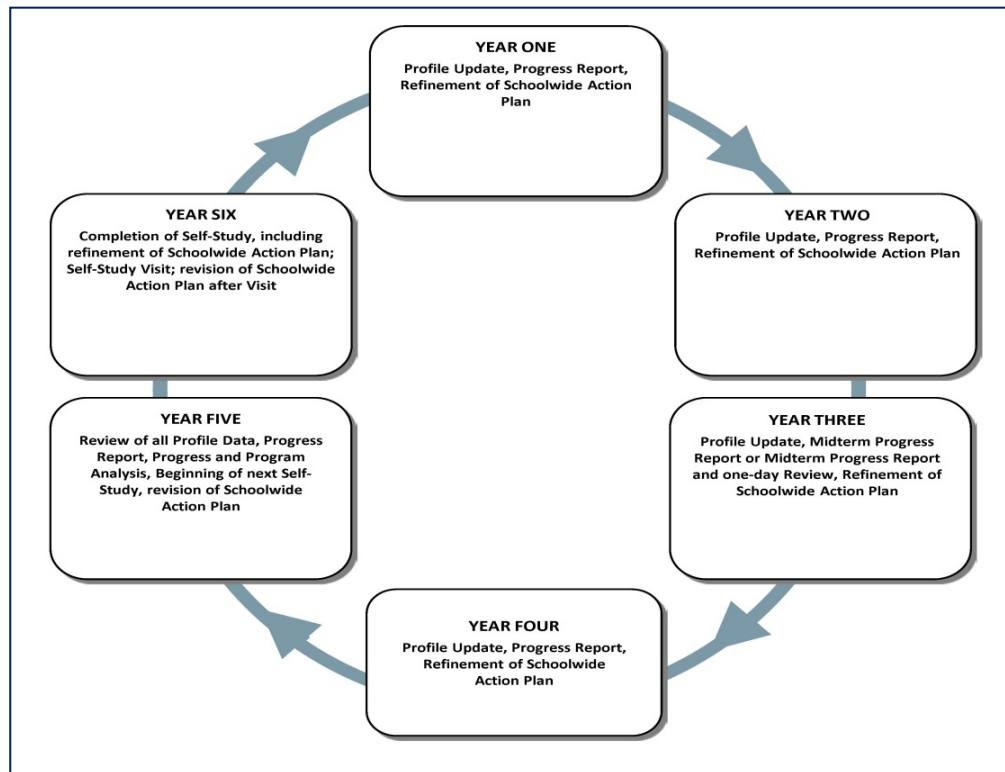 YEAR ONE
Profile Update, Progress Report,
Refinement of Schoolwide Action
Plan
YEAR TWO
Profile Update, Progress Report,
Refinement of Schoolwide Action Plan
YEAR THREE
Profile Update, Midterm Progress
Report or Midterm Progress Report
and one-day Review, Refinement of
Schoolwide Action Plan
YEAR FOUR
Profile Update, Progress Report,
Refinement of Schoolwide
Action Plan
YEAR FIVE
Review of all Profile Data, Progress
Report, Progress and Program
Analysis, Beginning of next Self-
Study, revision of Schoolwide
Action Plan
YEAR SIX
Completion of Self-Study, including
refinement of Schoolwide Action Plan;
Self-Study Visit; revision of Schoolwide
Action Plan after Visit